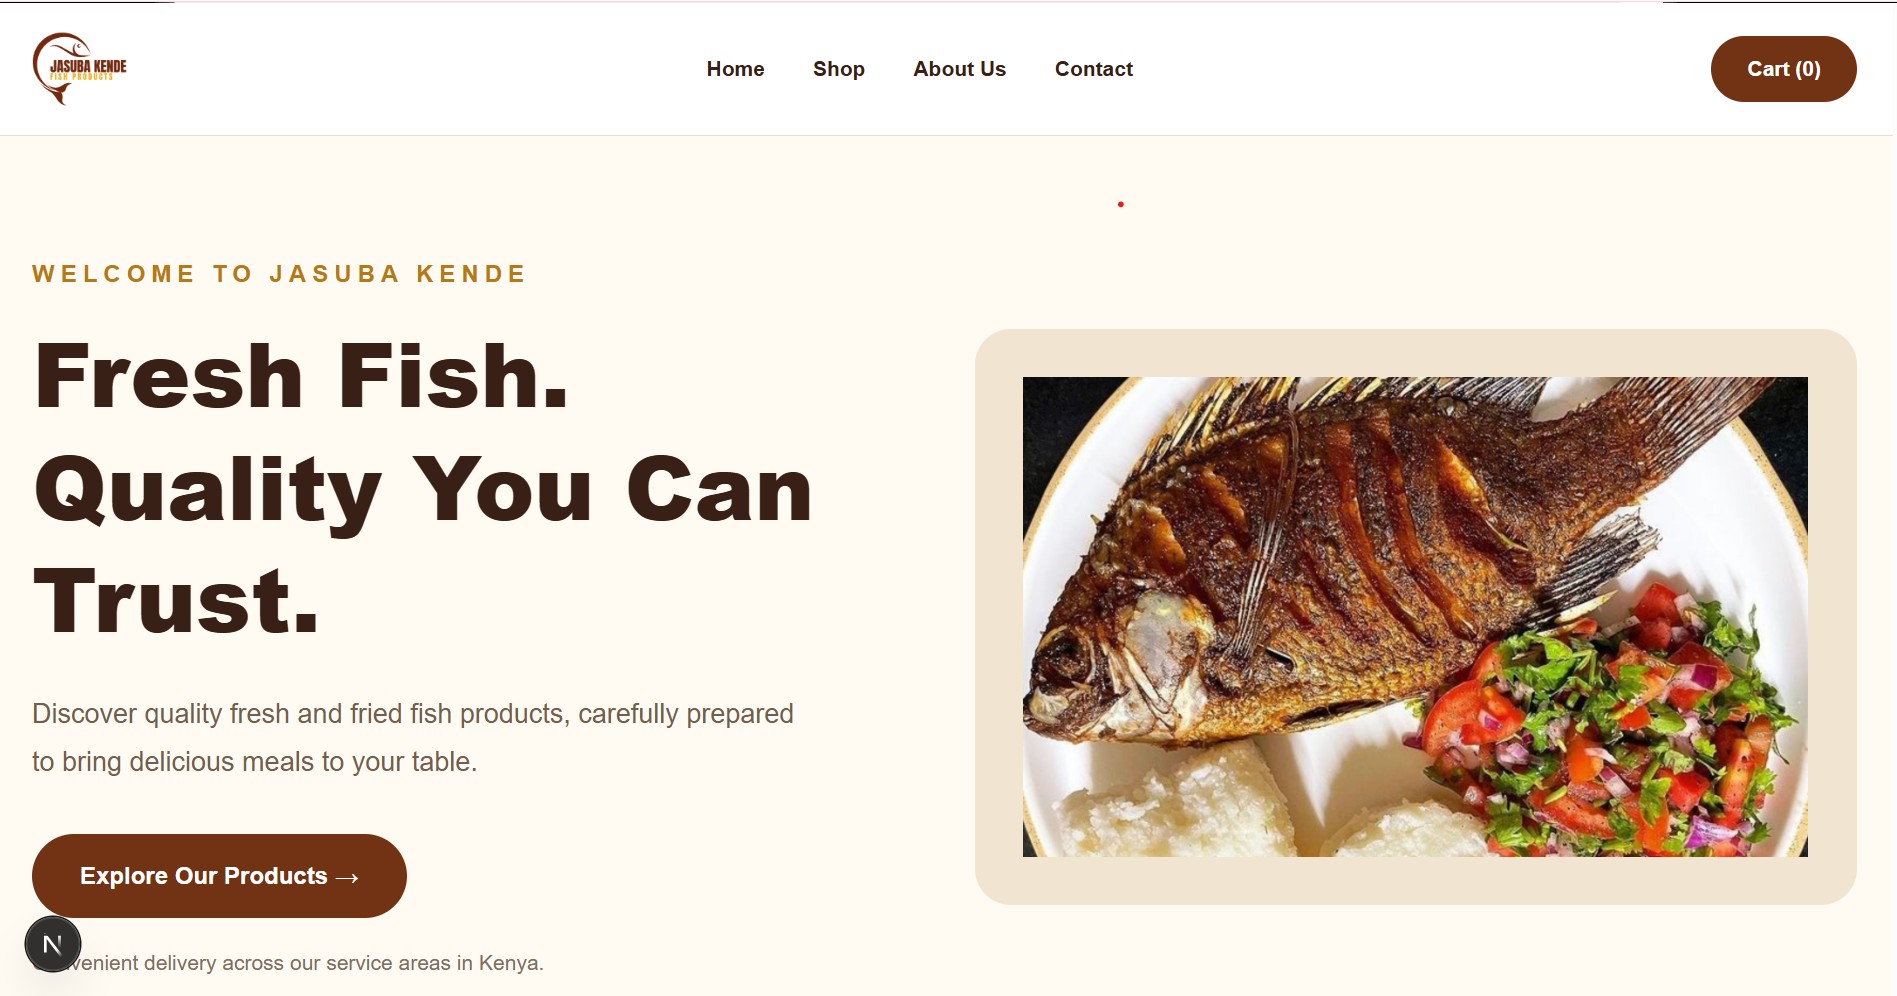 JASUBA KENDE
FISH PRODUCTS
Home
Shop
About Us
Contact
Cart (0)
WELCOME TO JASUBA KENDE
Fresh Fish.
Quality You Can
Trust.
Discover quality fresh and fried fish products, carefully prepared
to bring delicious meals to your table.
Explore Our Products →
N
delivery across our service areas in Kenya.